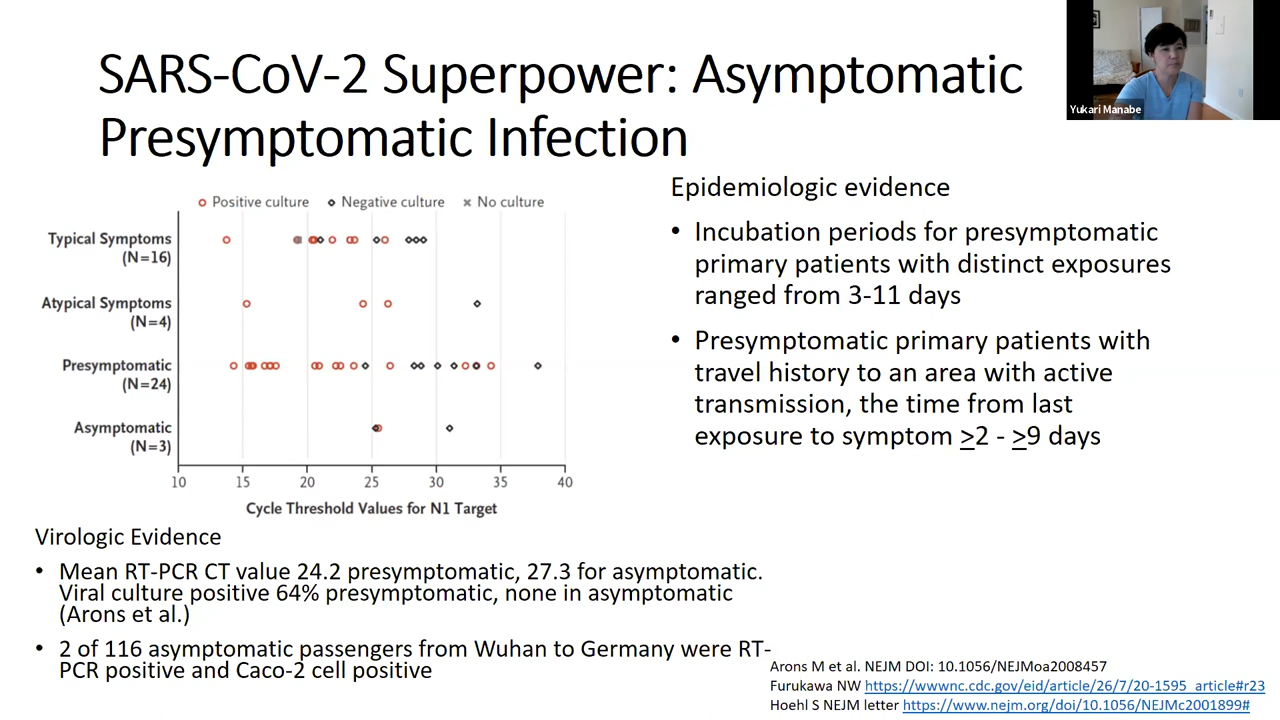 SARS-CoV-2 Superpower: Asymptomatic
Presymptomatic Infection
Yukari Manabe
Positive culture
Negative culture
No culture
Typical Symptoms
(N=16)
Atypical Symptoms
(N=4)
Presymptomatic
(N=24)
Asymptomatic
(N=3)
10 15 20 25 30 35 40
Cycle Threshold Values for N1 Target
Virologic Evidence
• Mean RT-PCR CT value 24.2 presymptomatic, 27.3 for asymptomatic.
Viral culture positive 64% presymptomatic, none in asymptomatic
(Arons et al.)
• 2 of 116 asymptomatic passengers from Wuhan to Germany were RT-
PCR positive and Caco-2 cell positive
Epidemiologic evidence
• Incubation periods for presymptomatic
primary patients with distinct exposures
ranged from 3-11 days
• Presymptomatic primary patients with
travel history to an area with active
transmission, the time from last
exposure to symptom ≥2 - ≥9 days
Arons M et al. NEJM DOI: 10.1056/NEJMoa2008457
Furukawa NW https://wwwnc.cdc.gov/eid/article/26/7/20-1595_article#r23
Hoehl S NEJM letter https://www.nejm.org/doi/10.1056/NEJMc2001899#